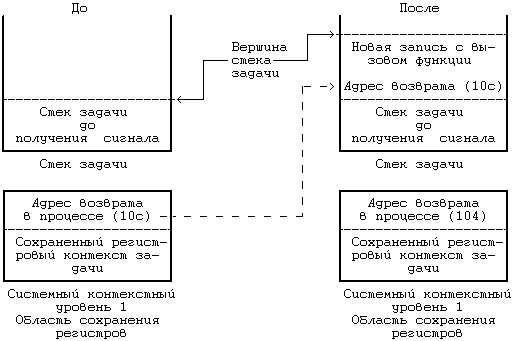 До
После
Вершина
стека
задачи
Новая запись с вы-
зовом функции
Адрес возврата (10c)
Стек задачи
до
получения сигнала
Стек задачи
до
получения сигнала
Стек задачи
Стек задачи
Адрес возврата
в процессе (10c)
Адрес возврата
в процессе (104)
Сохраненный регист-
ровый контекст за-
дачи
Сохраненный регист-
ровый контекст за-
дачи
Системный контекстный
уровень 1
Область сохранения
регистров
Системный контекстный
уровень 1
Область сохранения
регистров